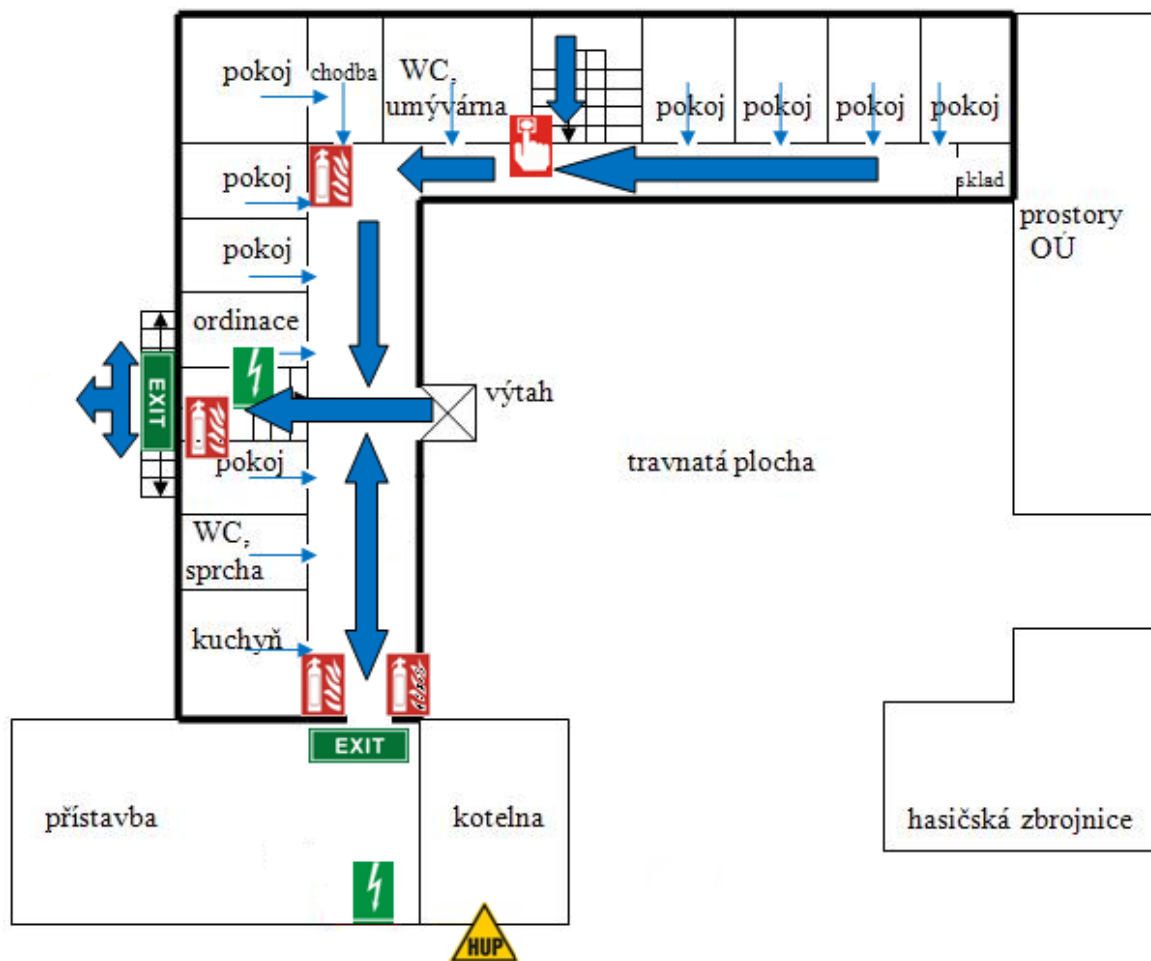 pokoj
chodba
WC,
umývárna
pokoj
pokoj
pokoj
pokoj
pokoj
sklad
prostory
OÚ
pokoj
ordinace
EXIT
výtah
pokoj
travnatá plocha
WC,
sprcha
kuchyň
EXIT
přístavba
kotelna
hasičská zbrojnice
HUP